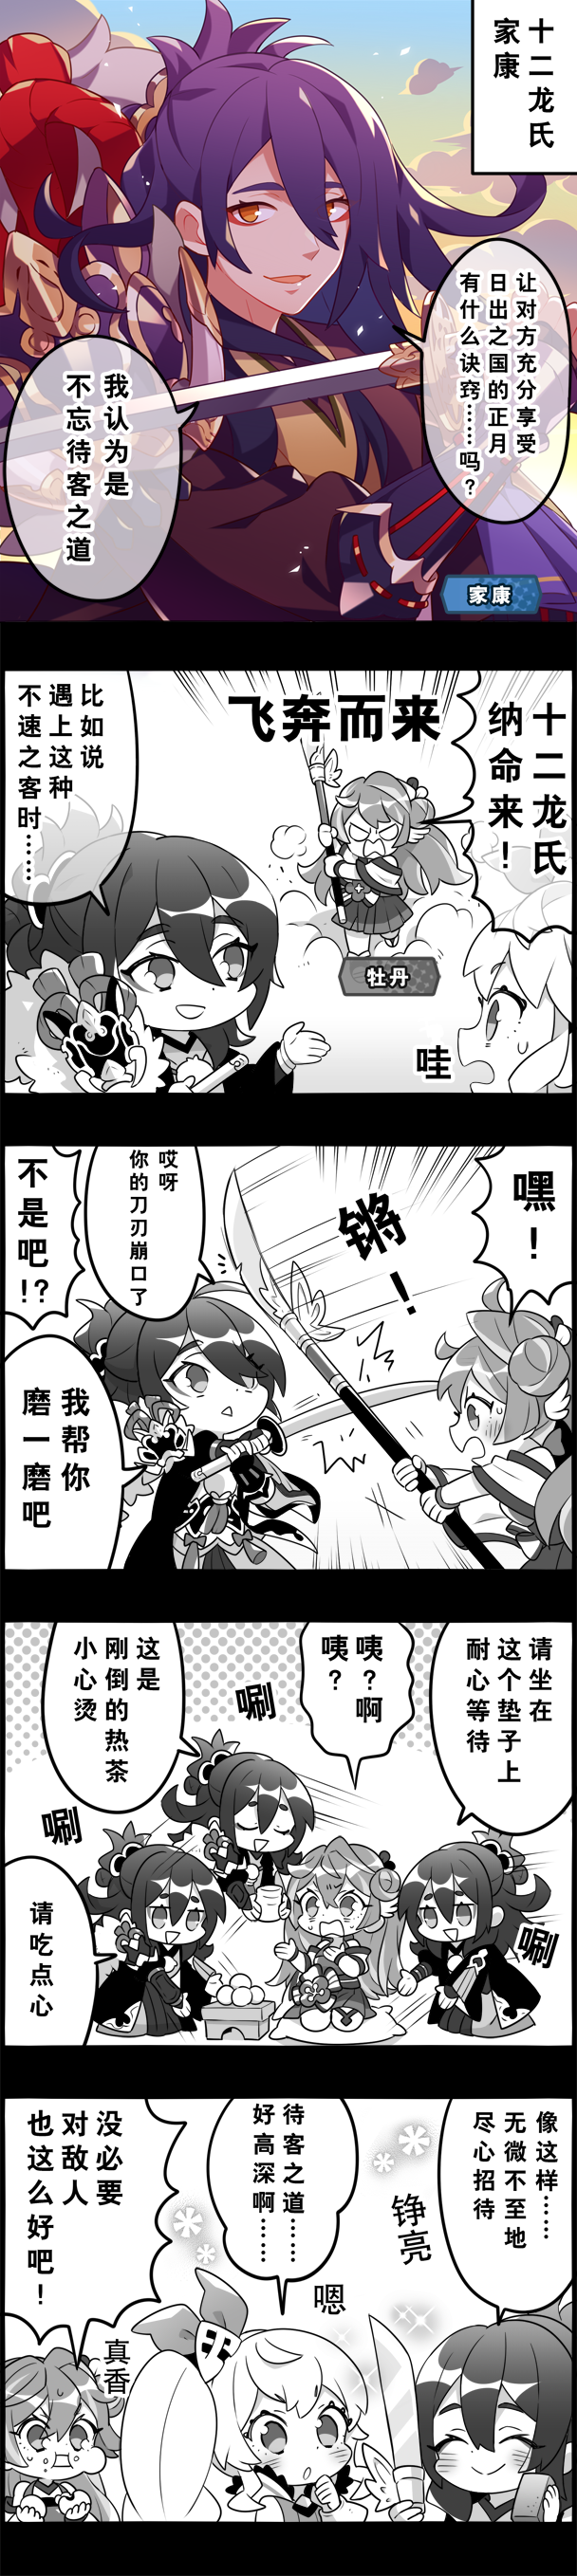 十二龙氏
家康
让对方充分享受
日出之国的正月
有什么诀窍……吗？
我认为是
不忘待客之道
家康
十二龙氏
纳命来！
飞奔而来
比如说
遇上这种
不速之客时……
牡丹
哇
嘿！
锵！
哎呀
你的刀刃崩口了
不是吧!?
我帮你
磨一磨吧
请坐在
这个垫子上
耐心等待
咦？啊
咦？
唰
这是
刚倒的热茶
小心烫
唰
唰
请吃点心
像这样……
无微不至地
尽心招待
铮亮
待客之道……
好高深啊……
嗯
没必要
对敌人
也这么好吧！
真香